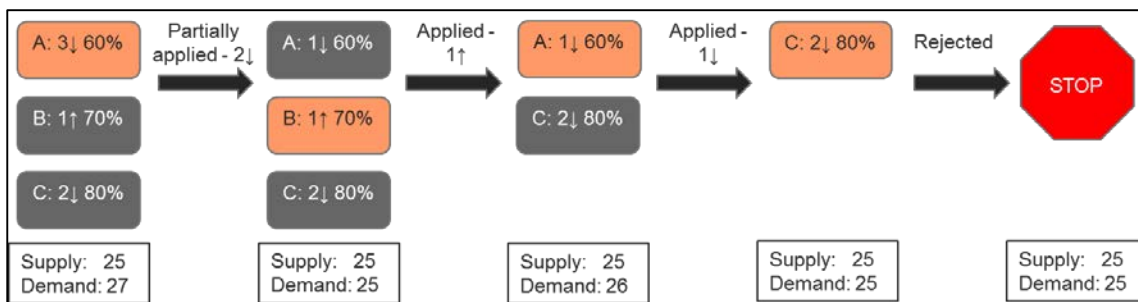 A: 3↓ 60%
B: 1↑ 70%
C: 2↓ 80%
Supply: 25
Demand: 27
Partially
applied - 2↓
A: 1↓ 60%
B: 1↑ 70%
C: 2↓ 80%
Supply: 25
Demand: 25
Applied -
1↑
A: 1↓ 60%
C: 2↓ 80%
Supply: 25
Demand: 26
Applied -
1↓
C: 2↓ 80%
Supply: 25
Demand: 25
Rejected
STOP
Supply: 25
Demand: 25